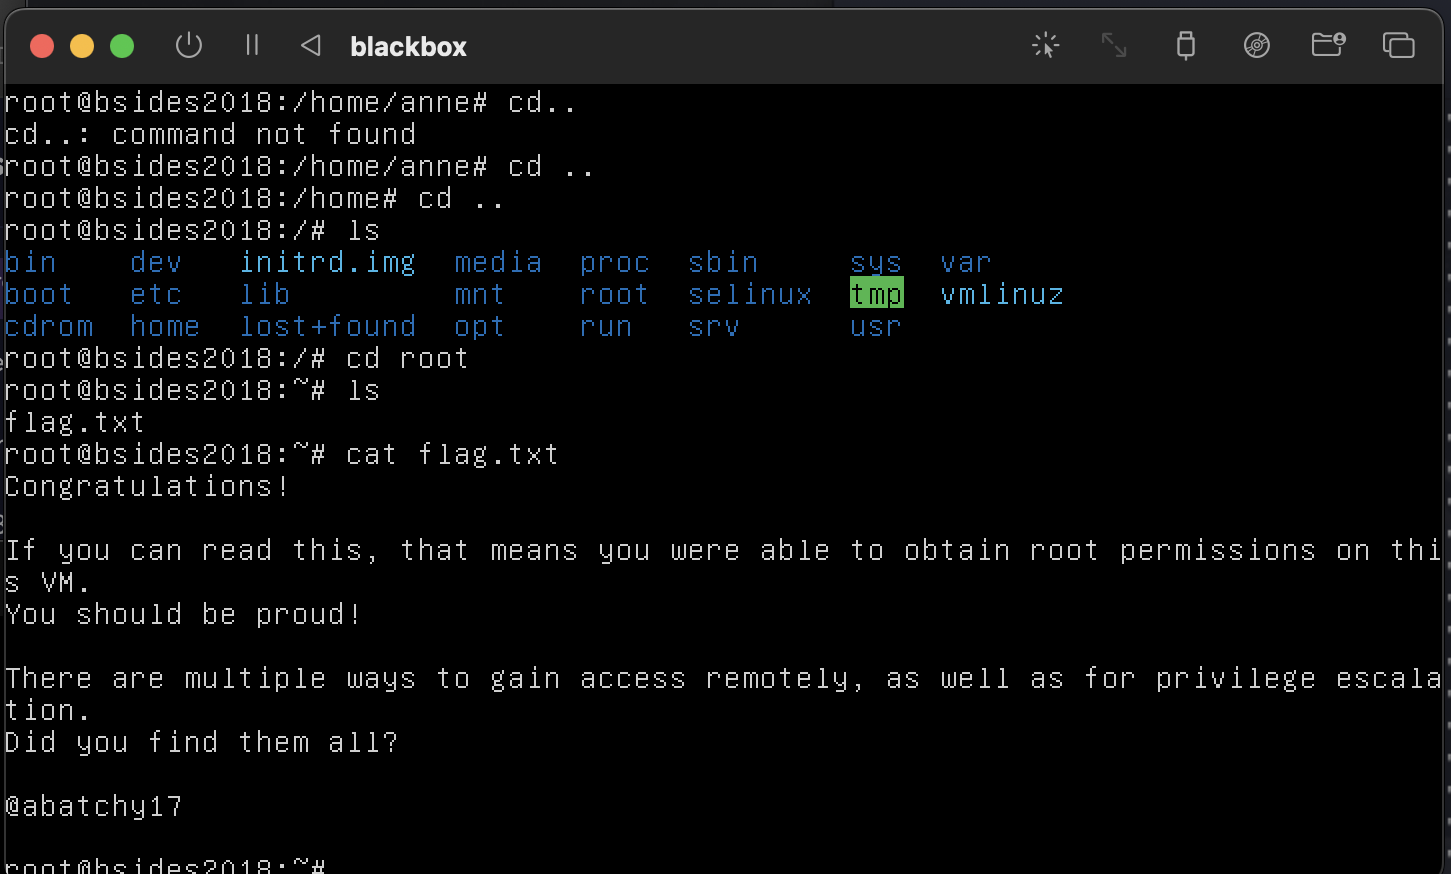 blackbox
root@bsides2018:/home/anne# cd..
cd..: command not found
root@bsides2018:/home/anne# cd ..
root@bsides2018:/home# cd ..
root@bsides2018:/# ls
bin dev initrd.img media proc sbin sys var
boot etc lib mnt root selinux tmp vmlinuz
cdrom home lost+found opt run srv usr
root@bsides2018:/# cd root
root@bsides2018:~# ls
flag.txt
root@bsides2018:~# cat flag.txt
Congratulations!
If you can read this, that means you were able to obtain root permissions on thi
s VM.
You should be proud!
There are multiple ways to gain access remotely, as well as for privilege escala
tion.
Did you find them all?
@abatchy17
root@bsides2018:~#